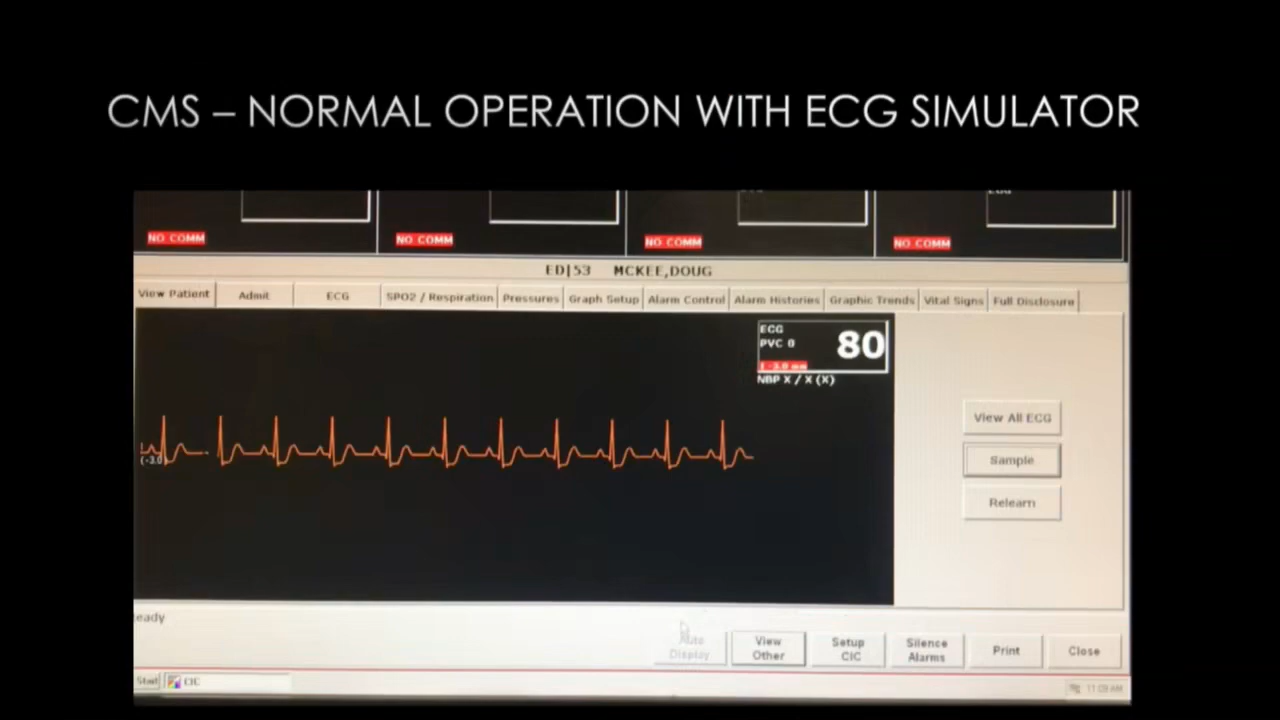 CMS – NORMAL OPERATION WITH ECG SIMULATOR
NO COMM
NO COMM
NO COMM
NO COMM
ED|53 MCKEE,DOUG
View Patient
Admit
ECG
SPO2 / Respiration
Pressures
Graph Setup
Alarm Control
Alarm Histories
Graphic Trends
Vital Signs
Full Disclosure
ECG
PVC 0
80
NBP X / X (X)
View All ECG
Sample
Relearn
eady
Auto
Display
View
Other
Setup
CIC
Silence
Alarms
Print
Close
Start
CIC